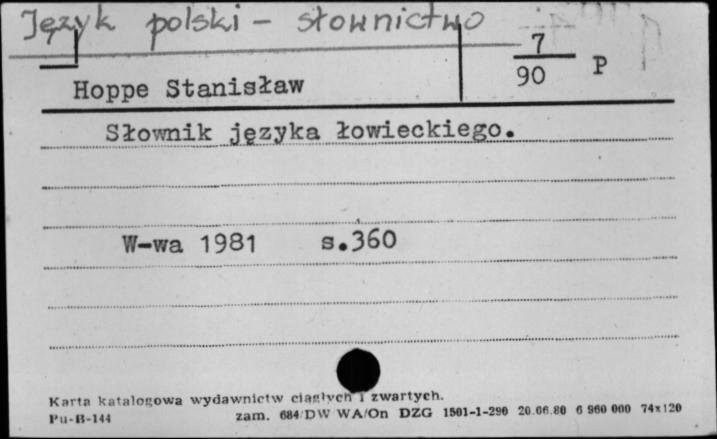 Język polski - słownictwo
7
90 P
Hoppe Stanisław
Słownik języka łowieckiego.
W-wa 1981 s.360
Karta katalogowa wydawnictw ciągłych i zwartych.
Pu-B-144 zam. 684/DW WA/On DZG 1501-1-290 20.06.80 6 960 000 74x120